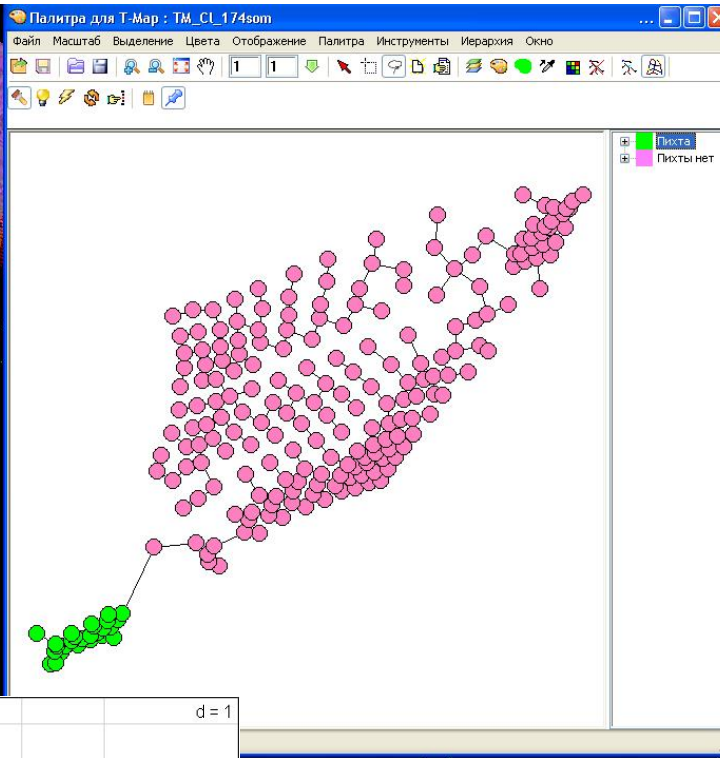 Палитра для T-Map : TM_Cl_174som ...
Файл Масштаб Выделение Цвета Отображение Палитра Инструменты Иерархия Окно
1 1
Пихта
Пихты нет
d = 1